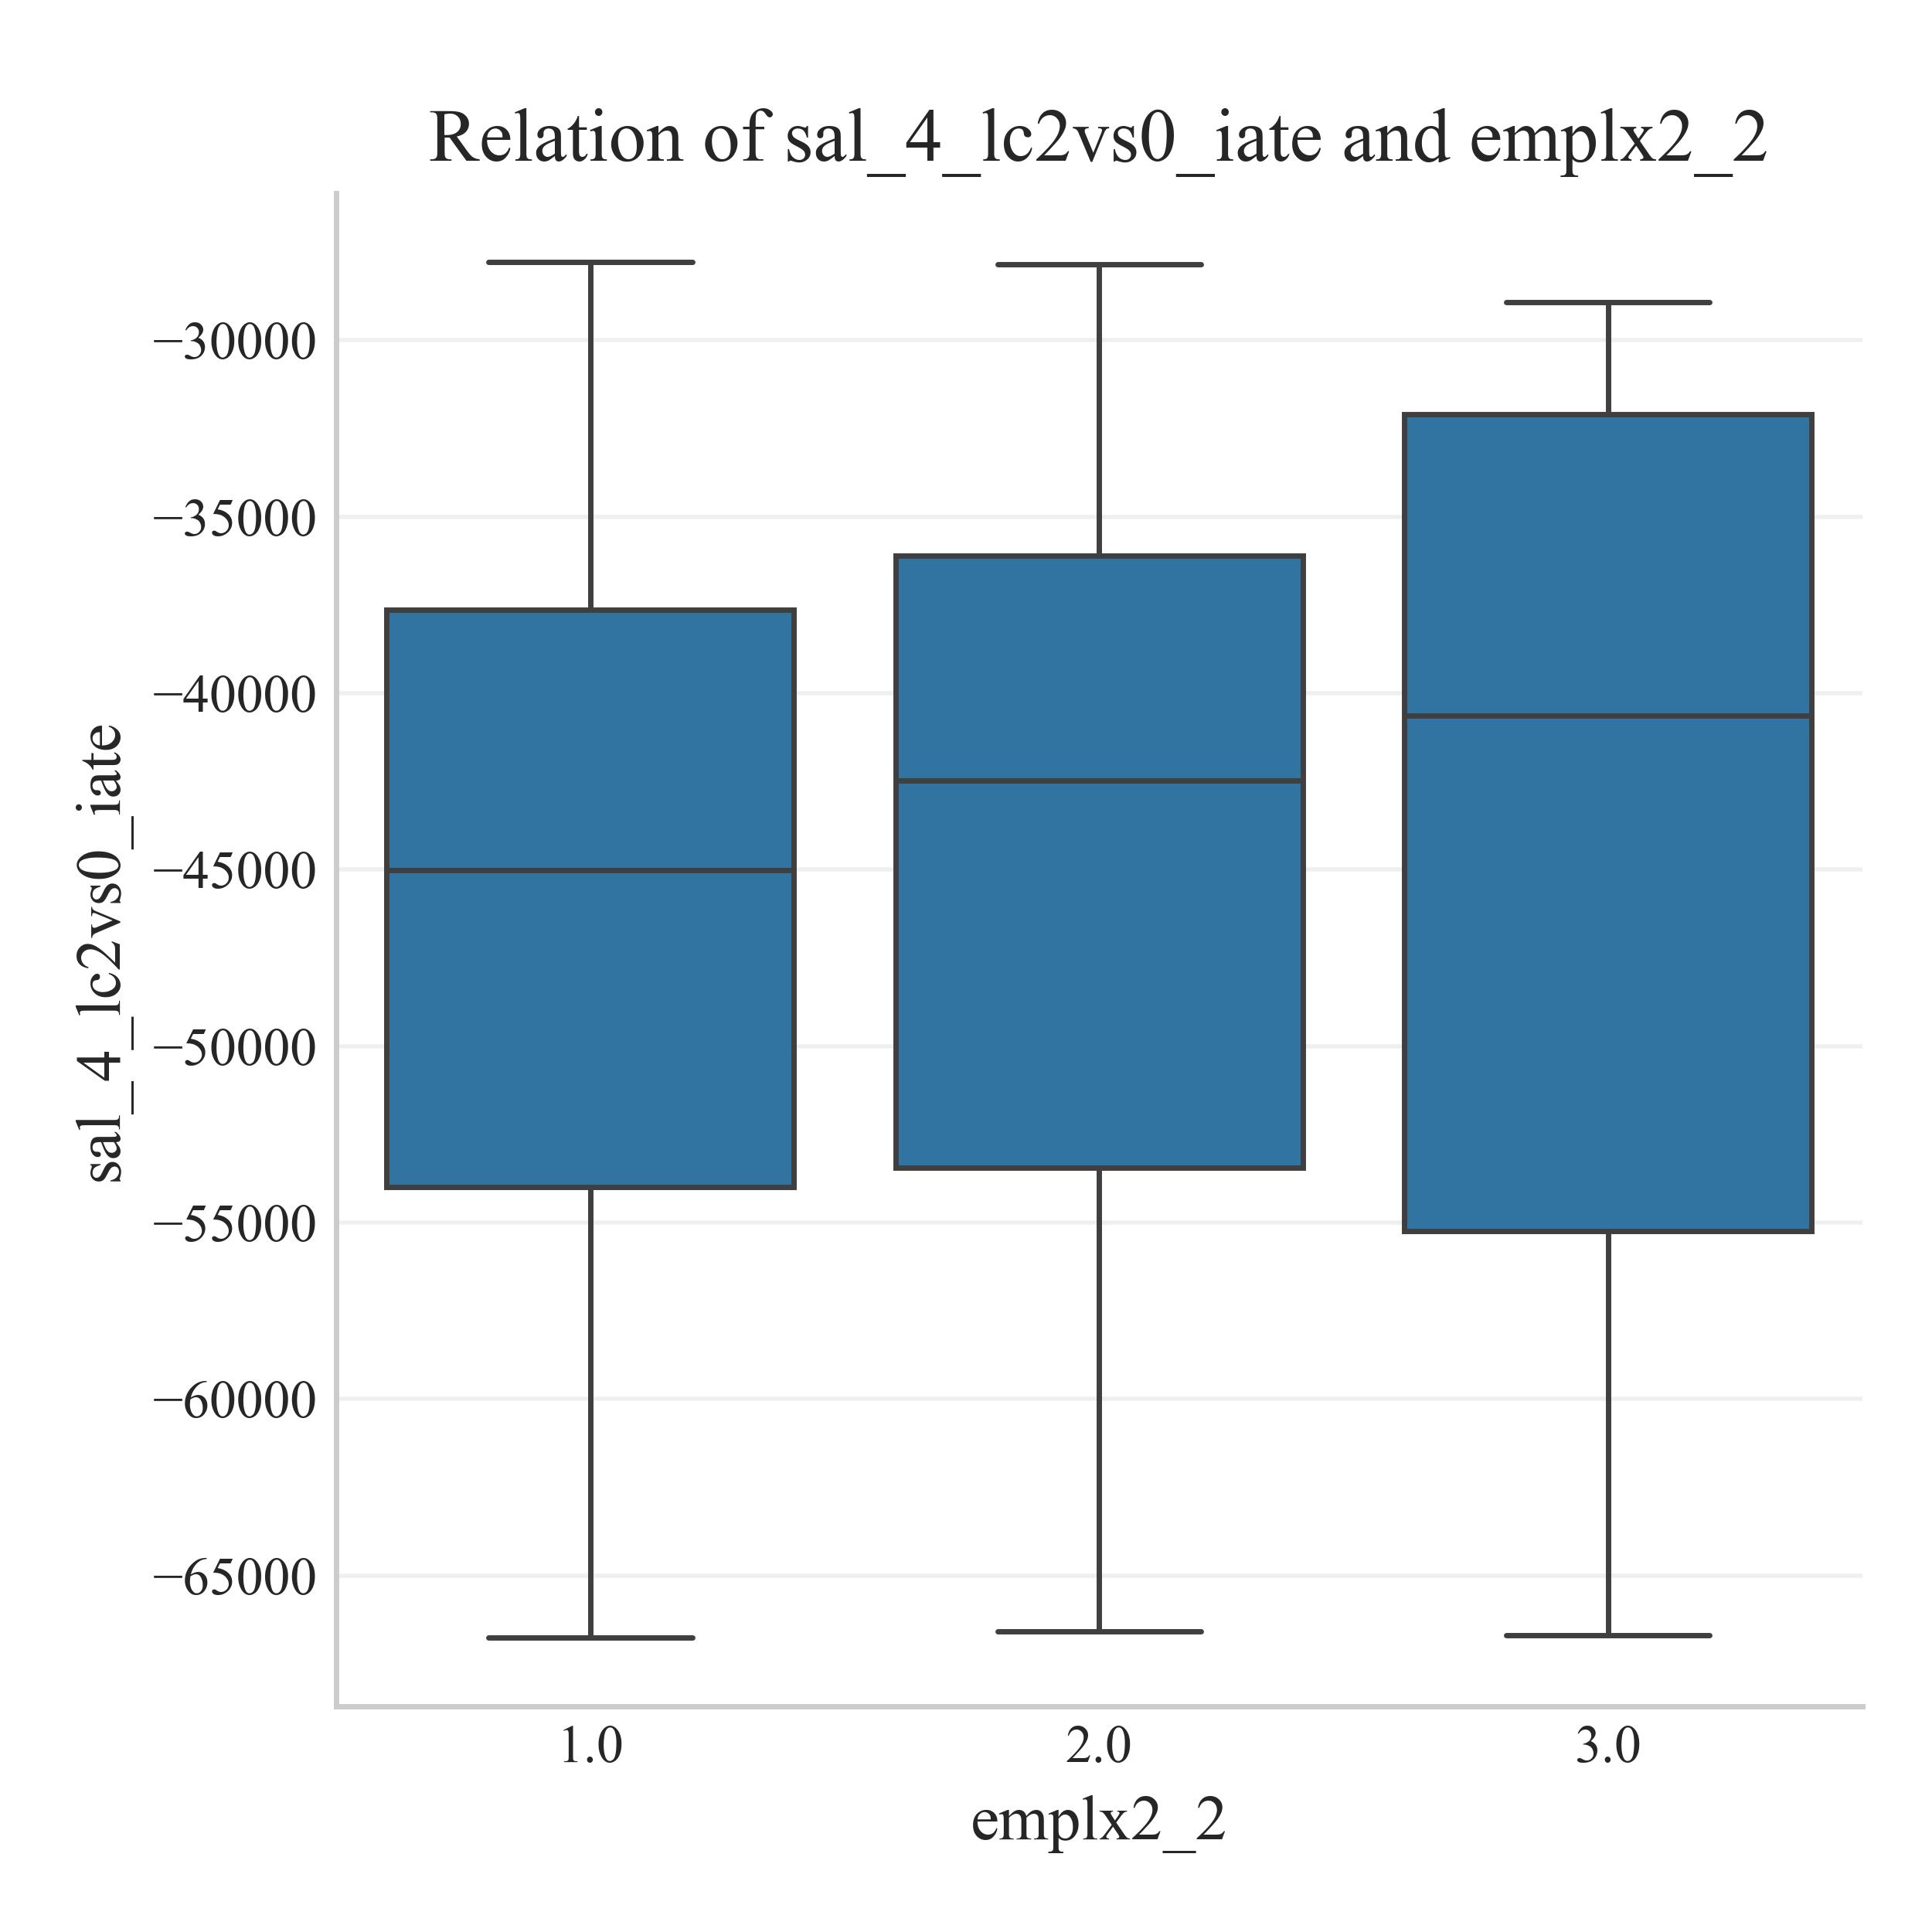 Relation of sal_4_lc2vs0_iate and emplx2_2
sal_4_lc2vs0_iate
−30000
−35000
−40000
−45000
−50000
−55000
−60000
−65000
1.0 2.0 3.0
emplx2_2